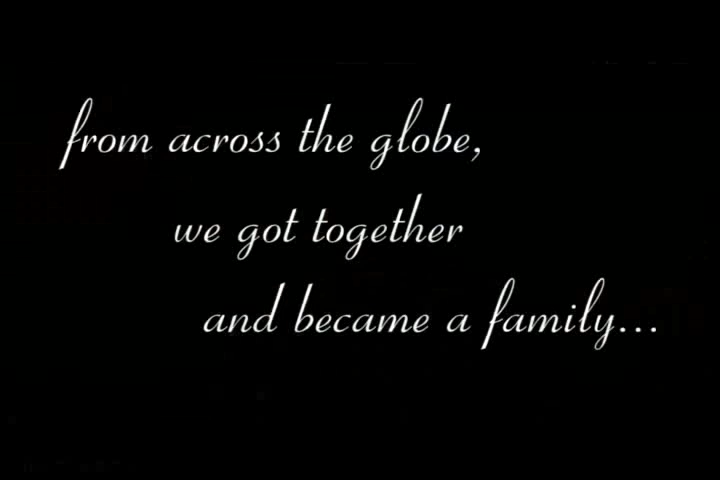 from across the globe,
we got together
and became a family...